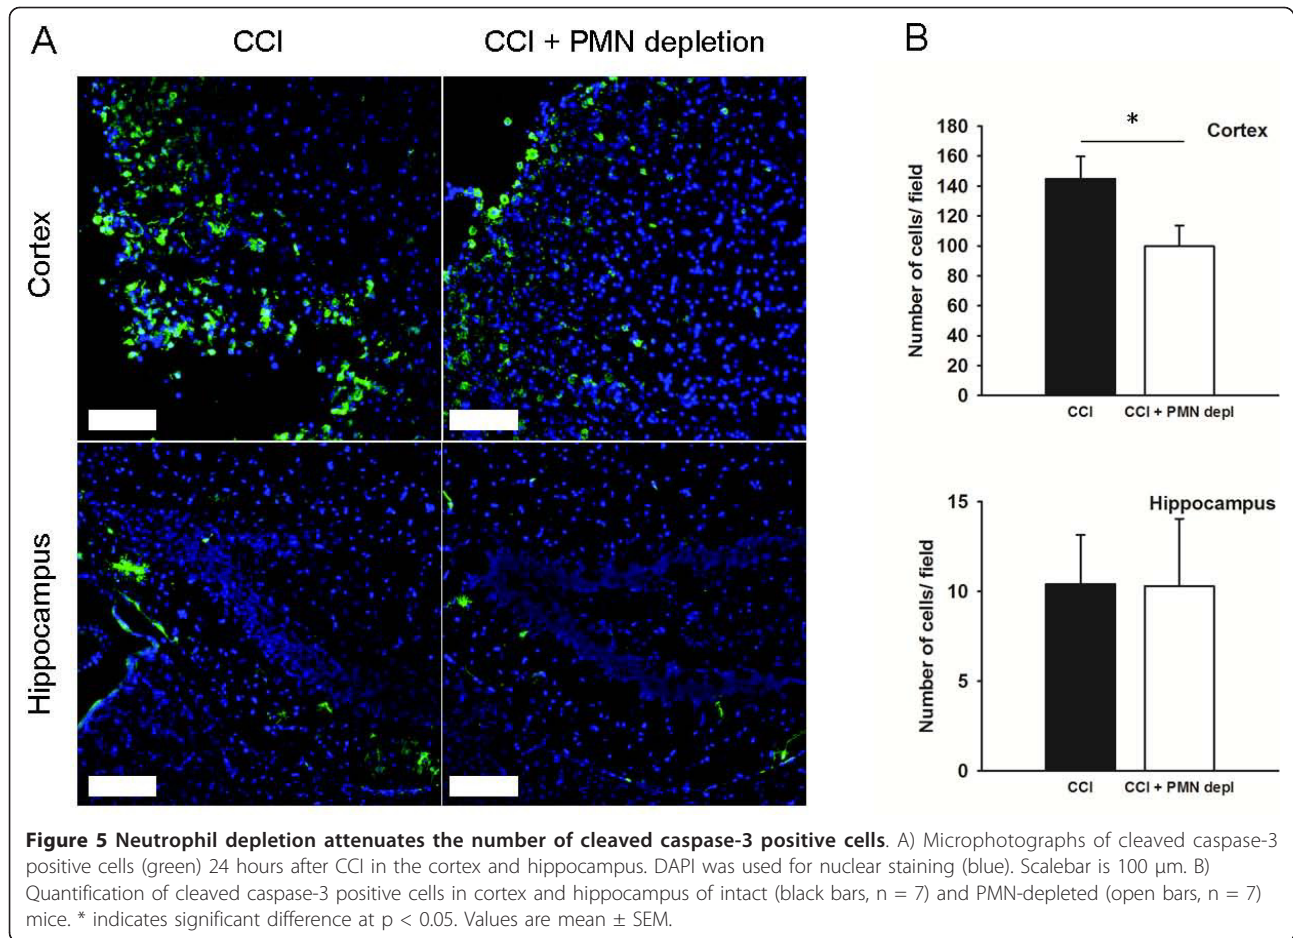 A
CCI
CCI + PMN depletion
Cortex
Hippocampus
B
Cortex
*
Number of cells/ field
180
160
140
120
100
80
60
40
20
0
CCI
CCI + PMN depl
Hippocampus
Number of cells/ field
15
10
5
0
CCI
CCI + PMN depl
Figure 5 Neutrophil depletion attenuates the number of cleaved caspase-3 positive cells. A) Microphotographs of cleaved caspase-3
positive cells (green) 24 hours after CCI in the cortex and hippocampus. DAPI was used for nuclear staining (blue). Scalebar is 100 μm. B)
Quantification of cleaved caspase-3 positive cells in cortex and hippocampus of intact (black bars, n = 7) and PMN-depleted (open bars, n = 7)
mice. * indicates significant difference at p < 0.05. Values are mean ± SEM.